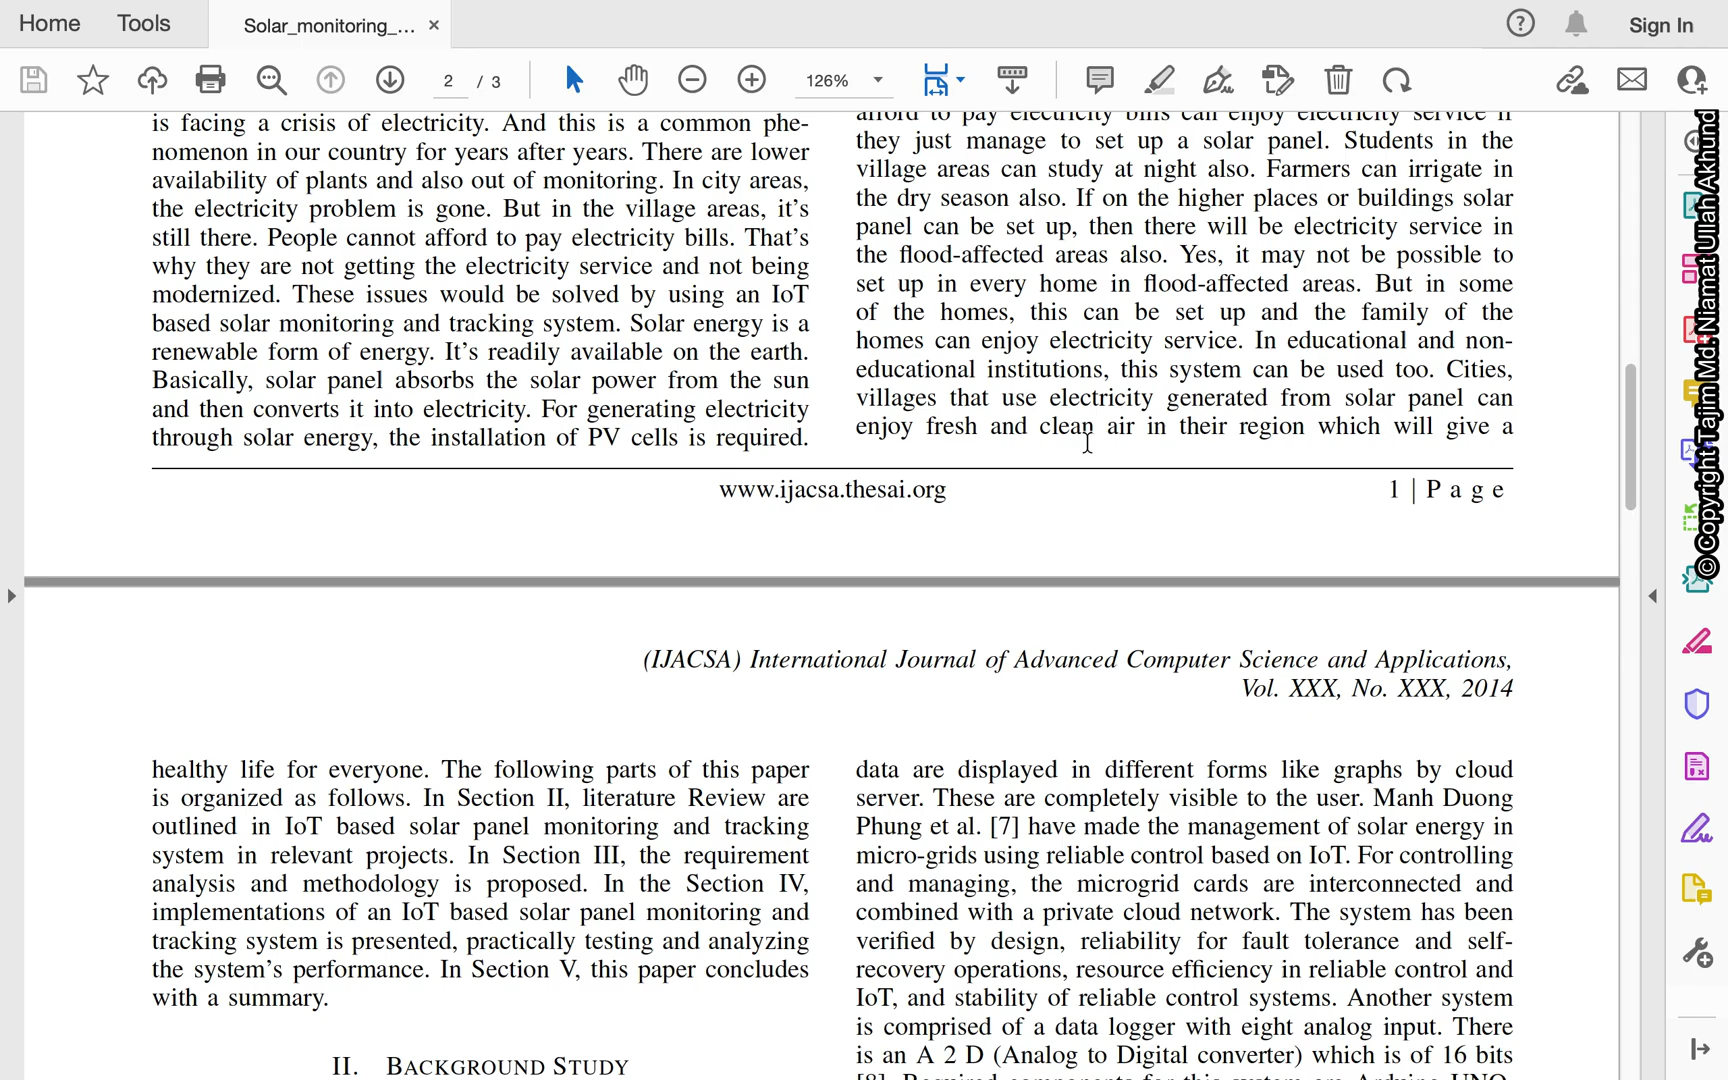 Home
Tools
Solar_monitoring_...
Sign In
2 / 3
126%
is facing a crisis of electricity. And this is a common phe-
nomenon in our country for years after years. There are lower
availability of plants and also out of monitoring. In city areas,
the electricity problem is gone. But in the village areas, it's
still there. People cannot afford to pay electricity bills. That's
why they are not getting the electricity service and not being
modernized. These issues would be solved by using an IoT
based solar monitoring and tracking system. Solar energy is a
renewable form of energy. It's readily available on the earth.
Basically, solar panel absorbs the solar power from the sun
and then converts it into electricity. For generating electricity
through solar energy, the installation of PV cells is required.
afford to pay electricity bills can enjoy electricity service if
they just manage to set up a solar panel. Students in the
village areas can study at night also. Farmers can irrigate in
the dry season also. If on the higher places or buildings solar
panel can be set up, then there will be electricity service in
the flood-affected areas also. Yes, it may not be possible to
set up in every home in flood-affected areas. But in some
of the homes, this can be set up and the family of the
homes can enjoy electricity service. In educational and non-
educational institutions, this system can be used too. Cities,
villages that use electricity generated from solar panel can
enjoy fresh and clean air in their region which will give a
www.ijacsa.thesai.org
1 | P a g e
(IJACSA) International Journal of Advanced Computer Science and Applications,
Vol. XXX, No. XXX, 2014
healthy life for everyone. The following parts of this paper
is organized as follows. In Section II, literature Review are
outlined in IoT based solar panel monitoring and tracking
system in relevant projects. In Section III, the requirement
analysis and methodology is proposed. In the Section IV,
implementations of an IoT based solar panel monitoring and
tracking system is presented, practically testing and analyzing
the system's performance. In Section V, this paper concludes
with a summary.
II. BACKGROUND STUDY
data are displayed in different forms like graphs by cloud
server. These are completely visible to the user. Manh Duong
Phung et al. [7] have made the management of solar energy in
micro-grids using reliable control based on IoT. For controlling
and managing, the microgrid cards are interconnected and
combined with a private cloud network. The system has been
verified by design, reliability for fault tolerance and self-
recovery operations, resource efficiency in reliable control and
IoT, and stability of reliable control systems. Another system
is comprised of a data logger with eight analog input. There
is an A 2 D (Analog to Digital converter) which is of 16 bits
[8]. Required components for this system are Arduino UNO,
© Copyright Tajim Md. Niamat Ullah Akhund